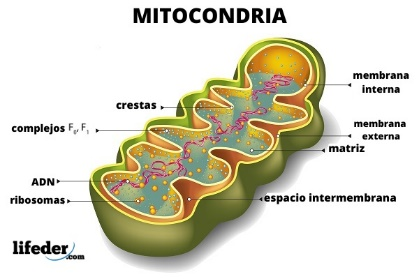 MITOCONDRIA
membrana
interna
crestas
complejos F₀, F₁
membrana
externa
matriz
ADN
ribosomas
espacio intermembrana
lifeder
.com